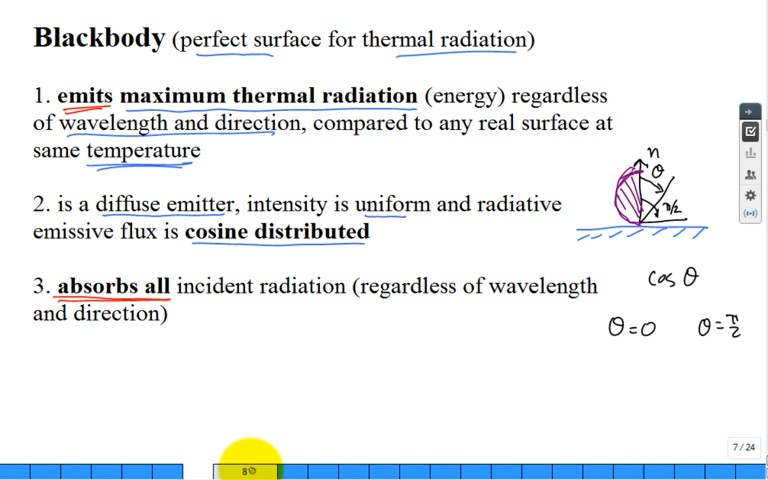 Blackbody (perfect surface for thermal radiation)
1. emits maximum thermal radiation (energy) regardless
of wavelength and direction, compared to any real surface at
same temperature
2. is a diffuse emitter, intensity is uniform and radiative
emissive flux is cosine distributed
3. absorbs all incident radiation (regardless of wavelength
and direction)
n
θ
π/2
cos θ
θ=0 θ=π/2
7 / 24